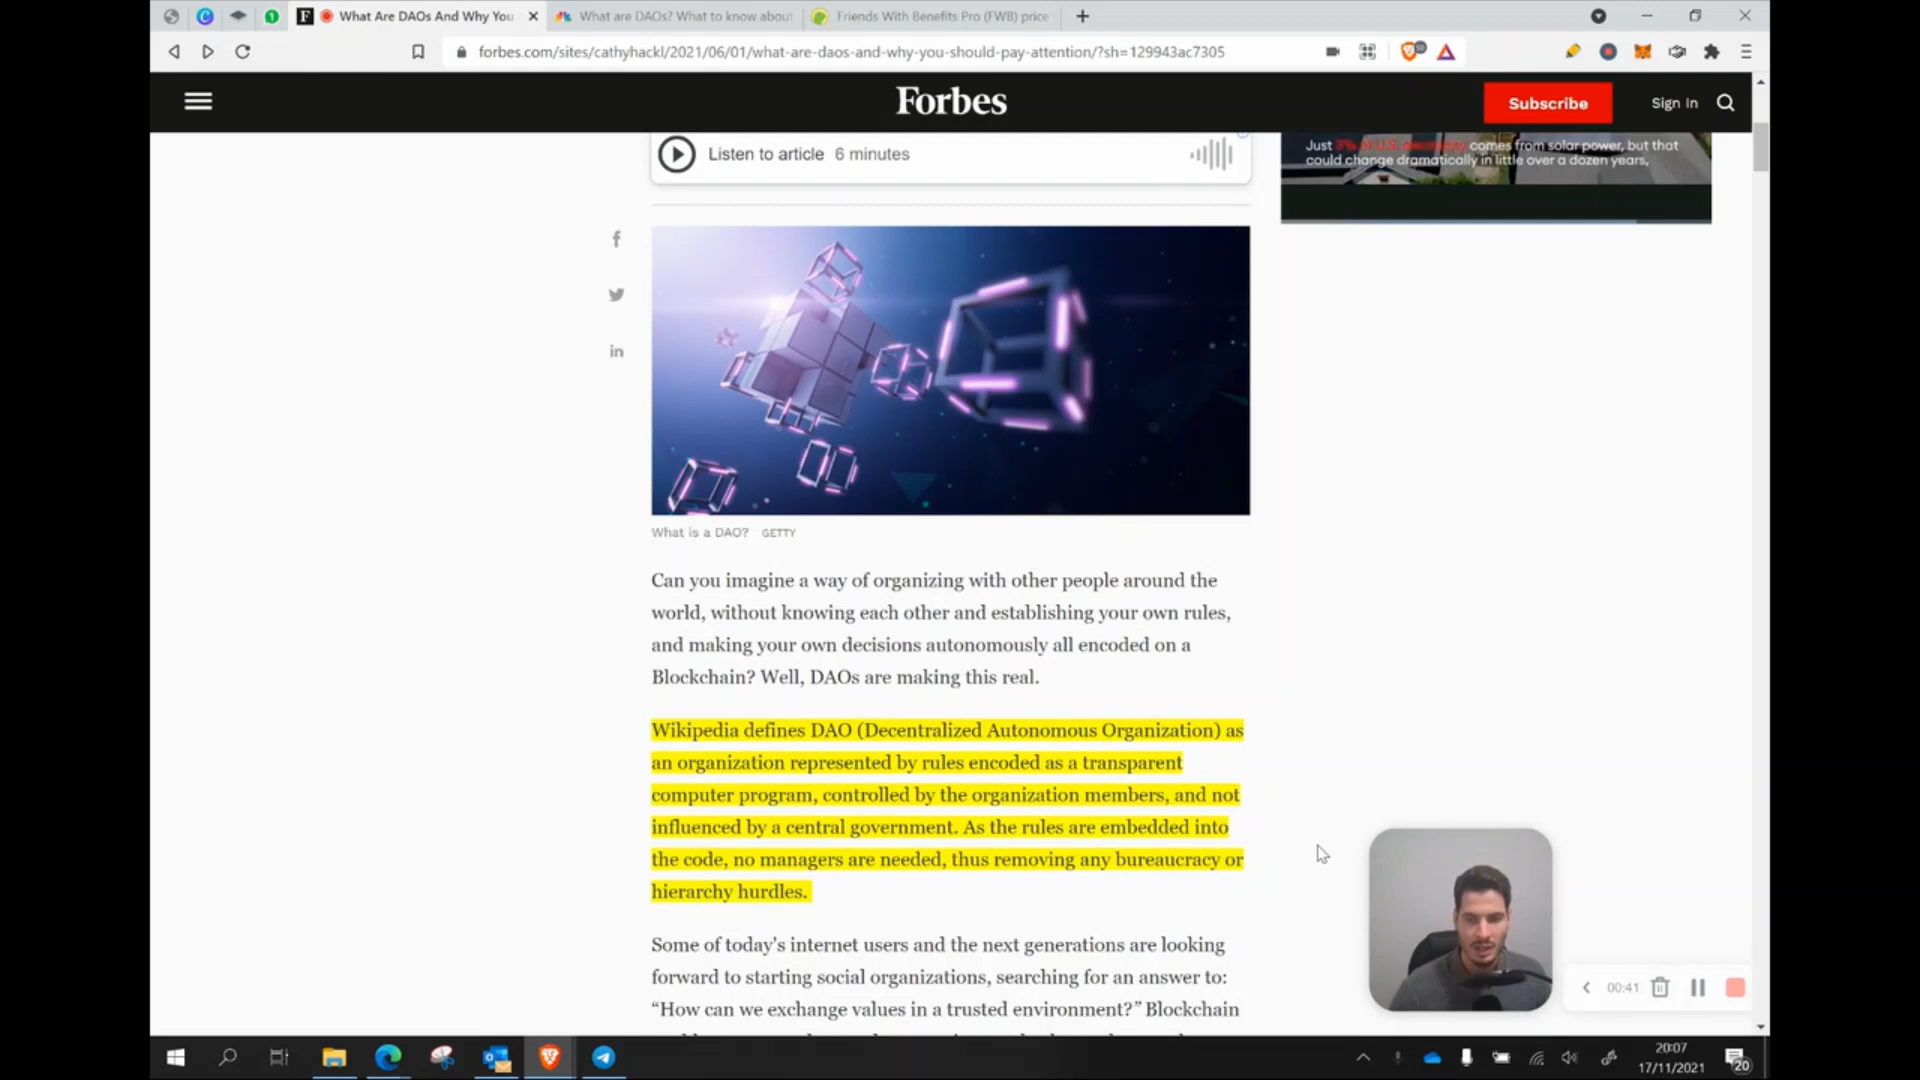 What Are DAOs And Why You
What are DAOs? What to know about
Friends With Benefits Pro (FWB) price
forbes.com/sites/cathyhackl/2021/06/01/what-are-daos-and-why-you-should-pay-attention/?sh=129943ac7305
Forbes
Subscribe
Sign In
Listen to article 6 minutes
Just 3% of U.S. electricity comes from solar power, but that
could change dramatically in little over a dozen years,
What is a DAO? GETTY
Can you imagine a way of organizing with other people around the
world, without knowing each other and establishing your own rules,
and making your own decisions autonomously all encoded on a
Blockchain? Well, DAOs are making this real.
Wikipedia defines DAO (Decentralized Autonomous Organization) as
an organization represented by rules encoded as a transparent
computer program, controlled by the organization members, and not
influenced by a central government. As the rules are embedded into
the code, no managers are needed, thus removing any bureaucracy or
hierarchy hurdles.
Some of today's internet users and the next generations are looking
forward to starting social organizations, searching for an answer to:
“How can we exchange values in a trusted environment?” Blockchain
00:41
20:07
17/11/2021
20